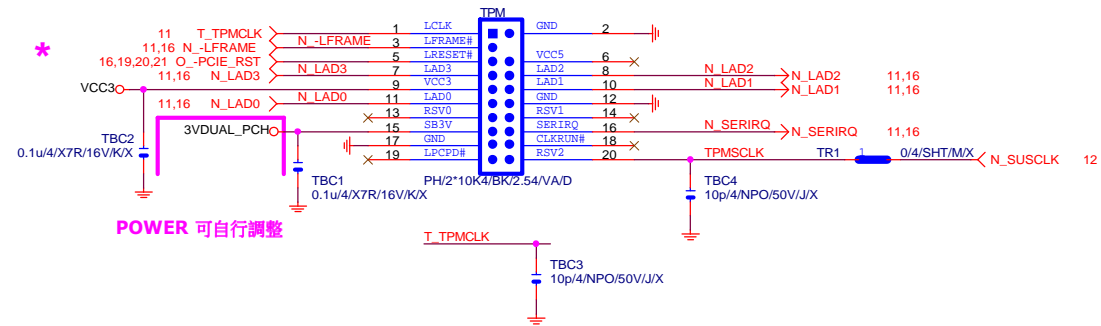 TPM
11 T_TPMCLK 1 LCLK GND 2
*
11,16 N_-LFRAME N_-LFRAME 3 LFRAME#
16,19,20,21 O_-PCIE_RST 5 LRESET# VCC5 6
11,16 N_LAD3 N_LAD3 7 LAD3 LAD2 8 N_LAD2 N_LAD2 11,16
VCC3 9 VCC3 LAD1 10 N_LAD1 N_LAD1 11,16
11,16 N_LAD0 N_LAD0 11 LAD0 GND 12
13 RSV0 RSV1 14
3VDUAL_PCH 15 SB3V SERIRQ 16 N_SERIRQ N_SERIRQ 11,16
17 GND CLKRUN# 18
19 LPCPD# RSV2 20 TPMSCLK TR1 1 0/4/SHT/M/X N_SUSCLK 12
TBC2
0.1u/4/X7R/16V/K/X
PH/2*10K4/BK/2.54/VA/D
TBC1
0.1u/4/X7R/16V/K/X
TBC4
10p/4/NPO/50V/J/X
POWER 可自行調整
T_TPMCLK
TBC3
10p/4/NPO/50V/J/X